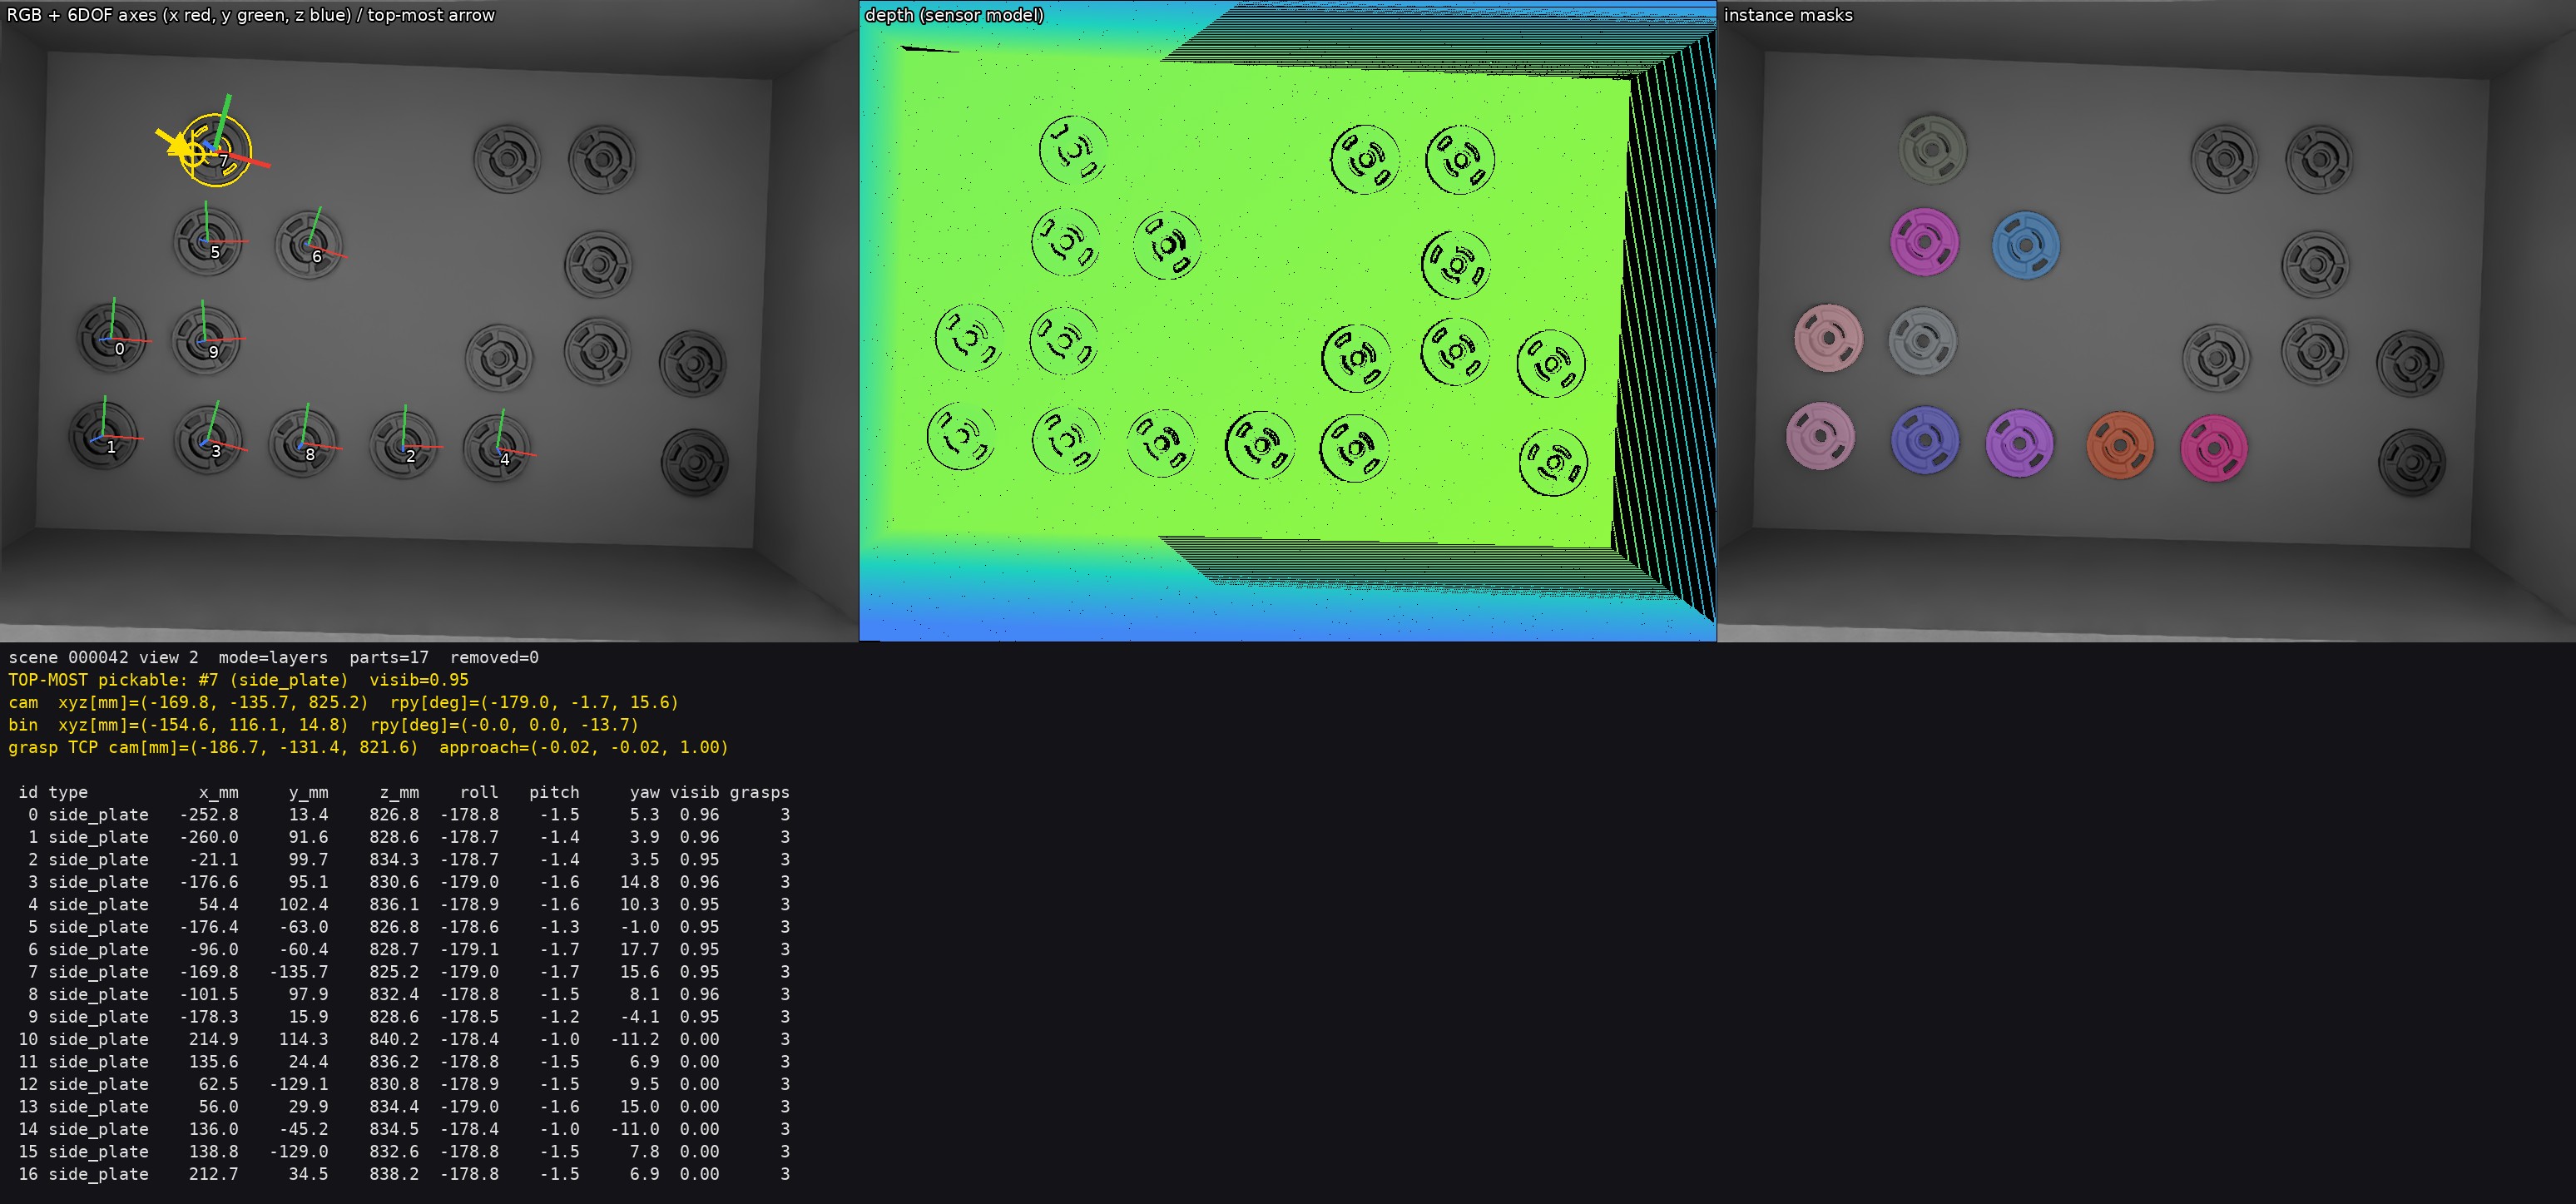 RGB + 6DOF axes (x red, y green, z blue) / top-most arrow
depth (sensor model)
instance masks
7
5
6
0
9
1
3
8
2
4
scene 000042 view 2  mode=layers  parts=17  removed=0
TOP-MOST pickable: #7 (side_plate)  visib=0.95
cam  xyz[mm]=(-169.8, -135.7, 825.2)  rpy[deg]=(-179.0, -1.7, 15.6)
bin  xyz[mm]=(-154.6, 116.1, 14.8)  rpy[deg]=(-0.0, 0.0, -13.7)
grasp TCP cam[mm]=(-186.7, -131.4, 821.6)  approach=(-0.02, -0.02, 1.00)
id type x_mm y_mm z_mm roll pitch yaw visib grasps
0 side_plate -252.8 13.4 826.8 -178.8 -1.5 5.3 0.96 3
1 side_plate -260.0 91.6 828.6 -178.7 -1.4 3.9 0.96 3
2 side_plate -21.1 99.7 834.3 -178.7 -1.4 3.5 0.95 3
3 side_plate -176.6 95.1 830.6 -179.0 -1.6 14.8 0.96 3
4 side_plate 54.4 102.4 836.1 -178.9 -1.6 10.3 0.95 3
5 side_plate -176.4 -63.0 826.8 -178.6 -1.3 -1.0 0.95 3
6 side_plate -96.0 -60.4 828.7 -179.1 -1.7 17.7 0.95 3
7 side_plate -169.8 -135.7 825.2 -179.0 -1.7 15.6 0.95 3
8 side_plate -101.5 97.9 832.4 -178.8 -1.5 8.1 0.96 3
9 side_plate -178.3 15.9 828.6 -178.5 -1.2 -4.1 0.95 3
10 side_plate 214.9 114.3 840.2 -178.4 -1.0 -11.2 0.00 3
11 side_plate 135.6 24.4 836.2 -178.8 -1.5 6.9 0.00 3
12 side_plate 62.5 -129.1 830.8 -178.9 -1.5 9.5 0.00 3
13 side_plate 56.0 29.9 834.4 -179.0 -1.6 15.0 0.00 3
14 side_plate 136.0 -45.2 834.5 -178.4 -1.0 -11.0 0.00 3
15 side_plate 138.8 -129.0 832.6 -178.8 -1.5 7.8 0.00 3
16 side_plate 212.7 34.5 838.2 -178.8 -1.5 6.9 0.00 3